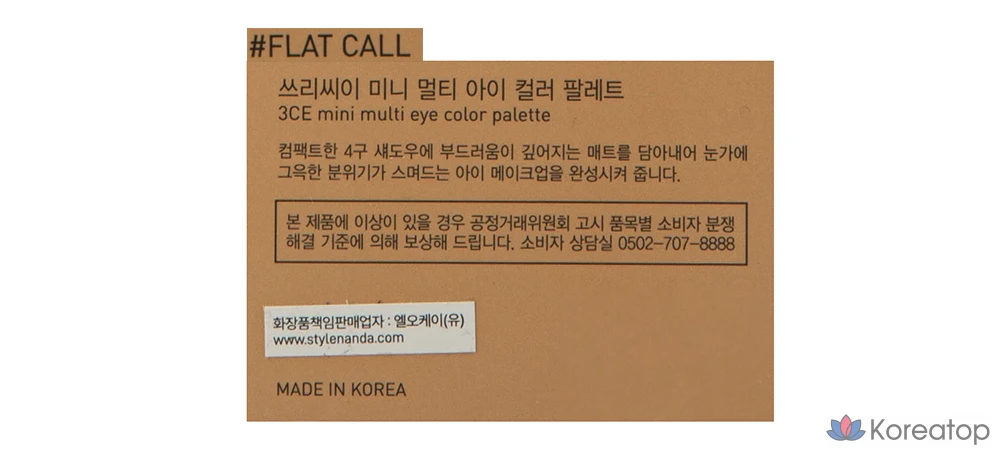 #FLAT CALL
쓰리씨이 미니 멀티 아이 컬러 팔레트
3CE mini multi eye color palette
컴팩트한 4구 섀도우에 부드러움이 깊어지는 매트를 담아내어 눈가에
그윽한 분위기가 스며드는 아이 메이크업을 완성시켜 줍니다.
본 제품에 이상이 있을 경우 공정거래위원회 고시 품목별 소비자 분쟁
해결 기준에 의해 보상해 드립니다. 소비자 상담실 0502-707-8888
화장품책임판매업자 : 엘오케이(유)
www.stylenanda.com
MADE IN KOREA
Koreatop